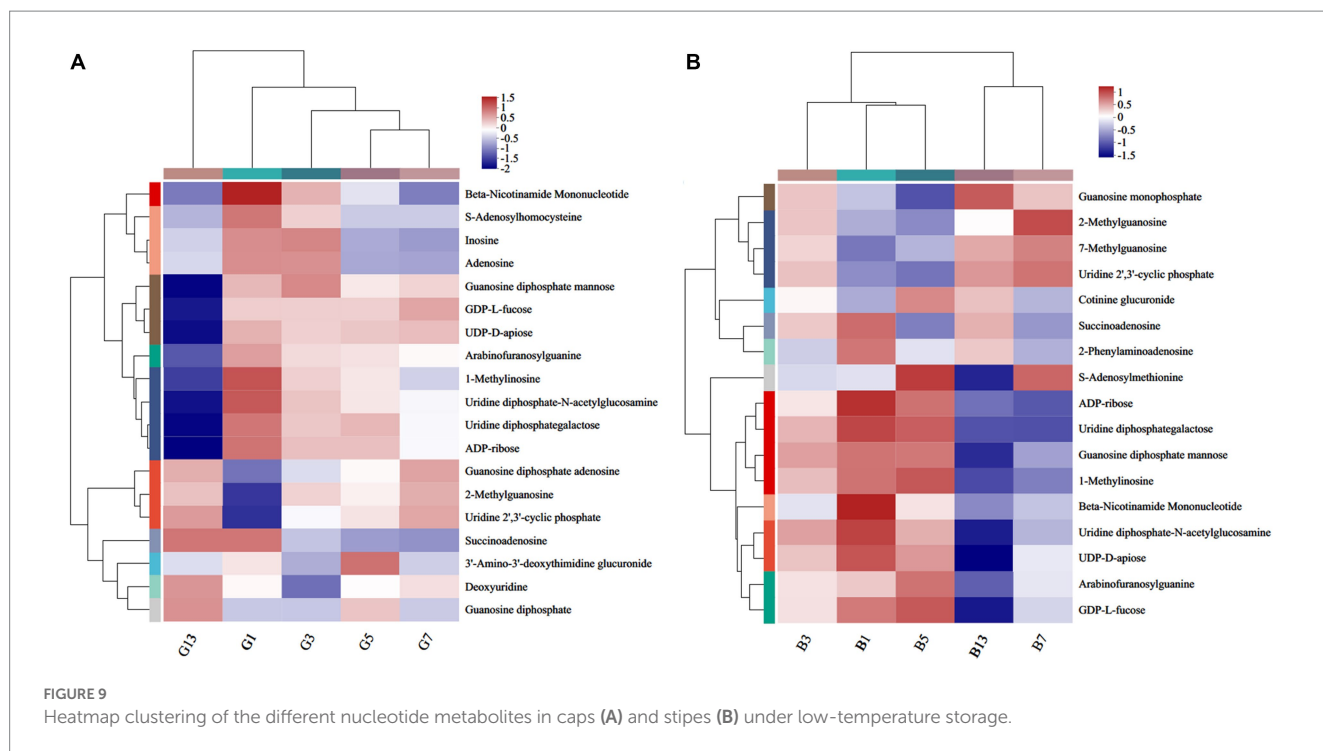 A
1.5
1
0.5
0
-0.5
-1
-1.5
-2
Beta-Nicotinamide Mononucleotide
S-Adenosylhomocysteine
Inosine
Adenosine
Guanosine diphosphate mannose
GDP-L-fucose
UDP-D-apiose
Arabinofuranosylguanine
1-Methylinosine
Uridine diphosphate-N-acetylglucosamine
Uridine diphosphategalactose
ADP-ribose
Guanosine diphosphate adenosine
2-Methylguanosine
Uridine 2',3'-cyclic phosphate
Succinoadenosine
3'-Amino-3'-deoxythimidine glucuronide
Deoxyuridine
Guanosine diphosphate
G13
G1
G3
G5
G7
B
1
0.5
0
-0.5
-1
-1.5
Guanosine monophosphate
2-Methylguanosine
7-Methylguanosine
Uridine 2',3'-cyclic phosphate
Cotinine glucuronide
Succinoadenosine
2-Phenylaminoadenosine
S-Adenosylmethionine
ADP-ribose
Uridine diphosphategalactose
Guanosine diphosphate mannose
1-Methylinosine
Beta-Nicotinamide Mononucleotide
Uridine diphosphate-N-acetylglucosamine
UDP-D-apiose
Arabinofuranosylguanine
GDP-L-fucose
B3
B1
B5
B13
B7
FIGURE 9
Heatmap clustering of the different nucleotide metabolites in caps (A) and stipes (B) under low-temperature storage.